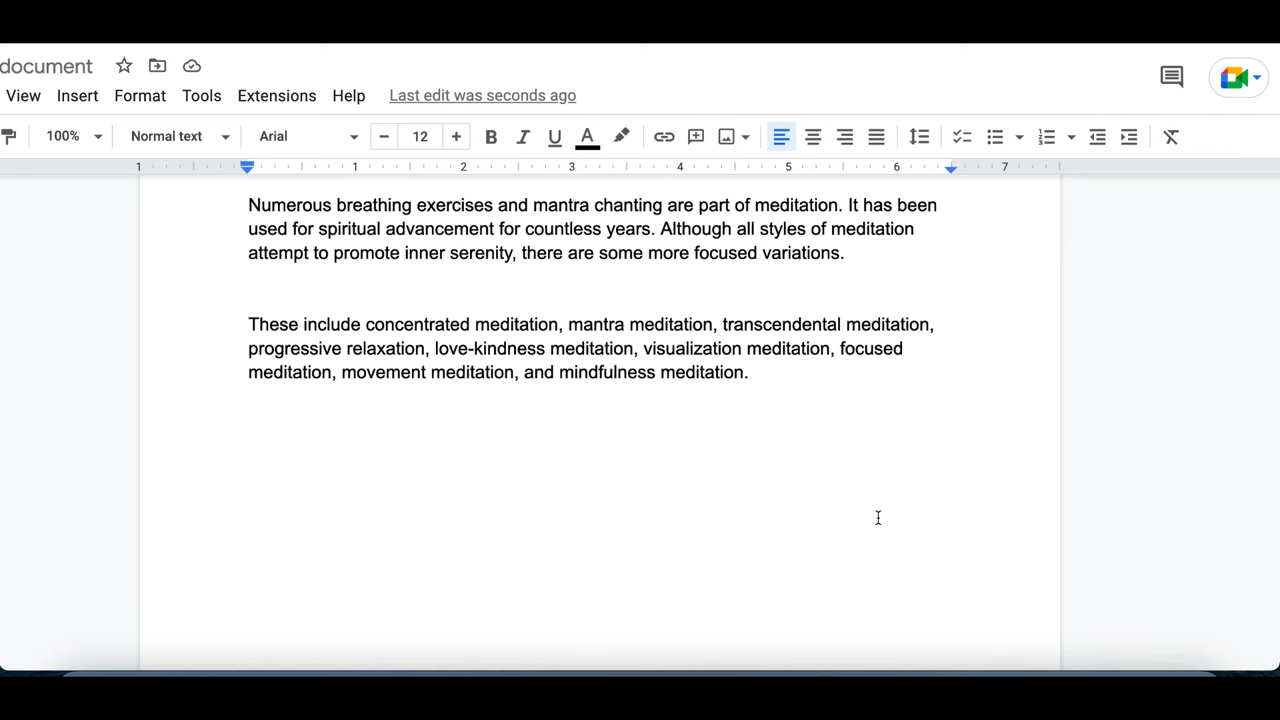 document
View Insert Format Tools Extensions Help Last edit was seconds ago
100% Normal text Arial − 12 + B I U A
1 1 2 3 4 5 6 7
Numerous breathing exercises and mantra chanting are part of meditation. It has been
used for spiritual advancement for countless years. Although all styles of meditation
attempt to promote inner serenity, there are some more focused variations.
These include concentrated meditation, mantra meditation, transcendental meditation,
progressive relaxation, love-kindness meditation, visualization meditation, focused
meditation, movement meditation, and mindfulness meditation.